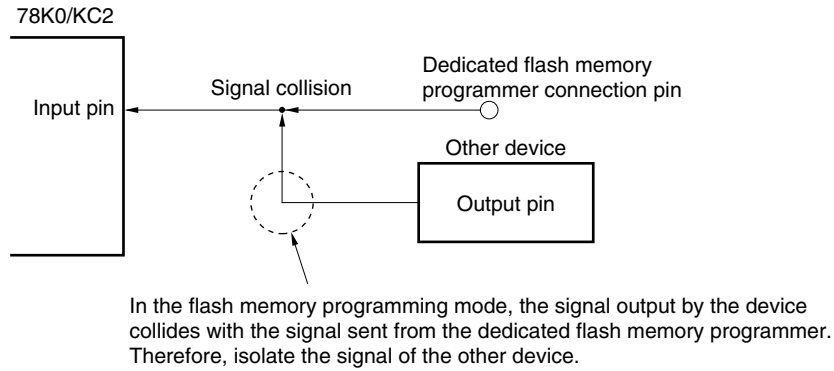 78K0/KC2
Input pin
Signal collision
Dedicated flash memory
programmer connection pin
Other device
Output pin
In the flash memory programming mode, the signal output by the device
collides with the signal sent from the dedicated flash memory programmer.
Therefore, isolate the signal of the other device.